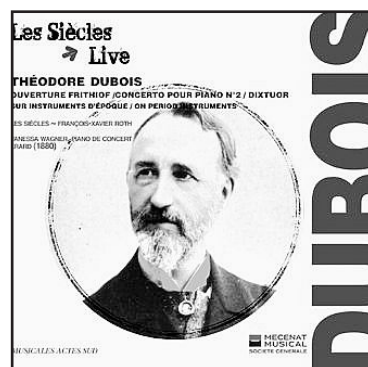 Les Siècles
Live
THÉODORE DUBOIS
OUVERTURE FRITHIOF / CONCERTO POUR PIANO N°2 / DIXTUOR
SUR INSTRUMENTS D'ÉPOQUE / ON PERIOD INSTRUMENTS
LES SIÈCLES ~ FRANÇOIS-XAVIER ROTH
VANESSA WAGNER, PIANO DE CONCERT
ERARD (1880)
DUBOIS
MECENAT
MUSICAL
SOCIETE GENERALE
MUSICALES ACTES SUD